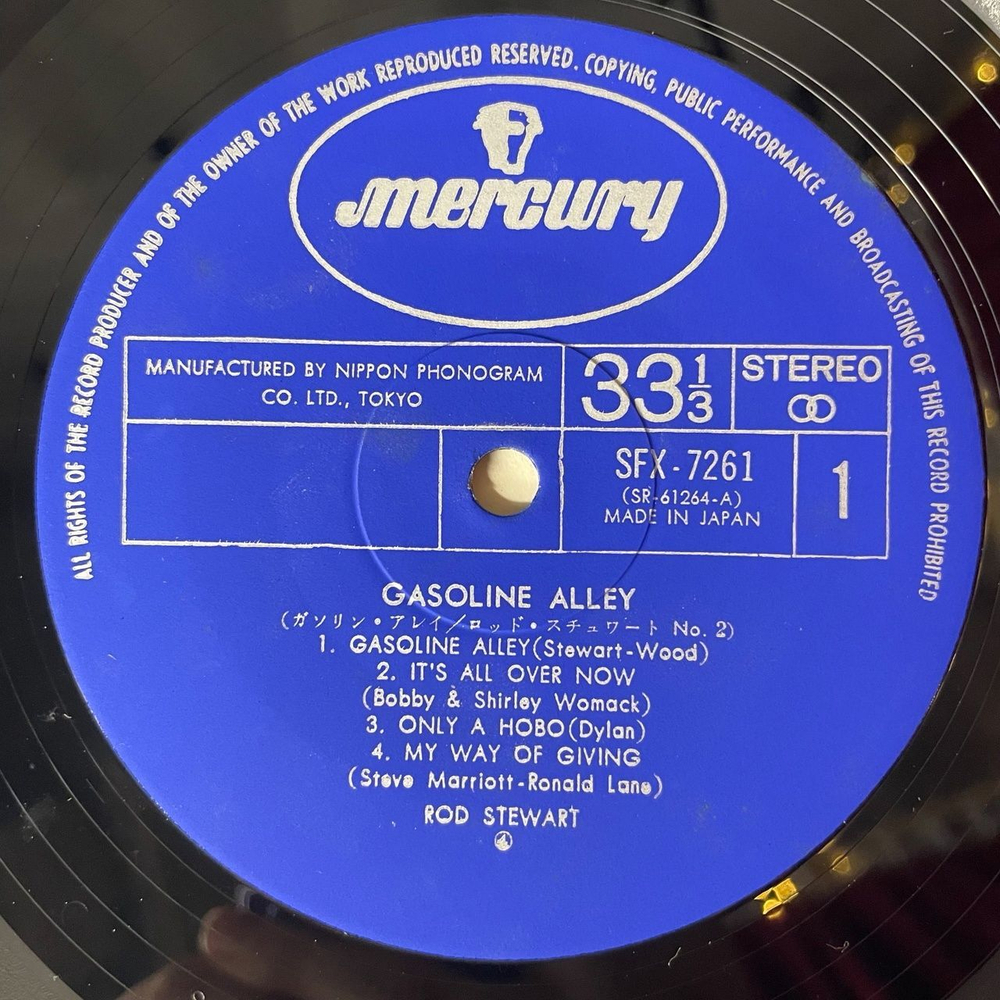 ALL RIGHTS OF THE RECORD PRODUCER AND OF THE OWNER OF THE WORK REPRODUCED RESERVED. COPYING, PUBLIC PERFORMANCE AND BROADCASTING OF THIS RECORD PROHIBITED
mercury
MANUFACTURED BY NIPPON PHONOGRAM
CO. LTD., TOKYO
33 1/3
STEREO
SFX-7261
(SR-61264-A)
MADE IN JAPAN
1
GASOLINE ALLEY
(ガソリン・アレイ/ロッド・スチュワート No. 2)
1. GASOLINE ALLEY(Stewart-Wood)
2. IT'S ALL OVER NOW
(Bobby & Shirley Womack)
3. ONLY A HOBO(Dylan)
4. MY WAY OF GIVING
(Steve Marriott-Ronald Lane)
ROD STEWART